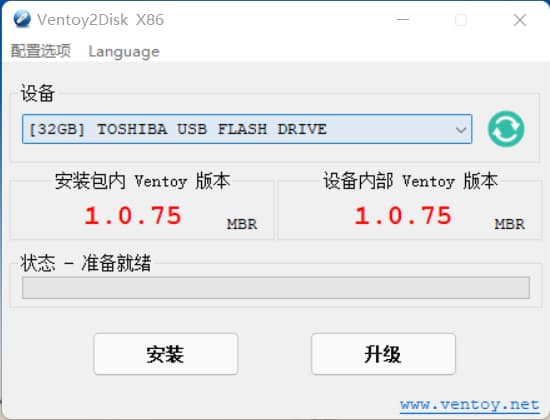 Ventoy2Disk X86
配置选项 Language
设备
[32GB] TOSHIBA USB FLASH DRIVE
安装包内 Ventoy 版本 设备内部 Ventoy 版本
1.0.75 MBR 1.0.75 MBR
状态 - 准备就绪
安装 升级
www.ventoy.net